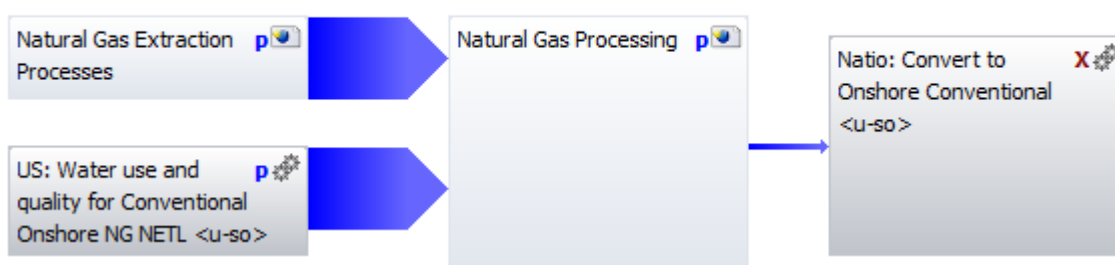 Natural Gas Extraction p
Processes
Natural Gas Processing p
Natio: Convert to X
Onshore Conventional
<u-so>
US: Water use and p
quality for Conventional
Onshore NG NETL <u-so>